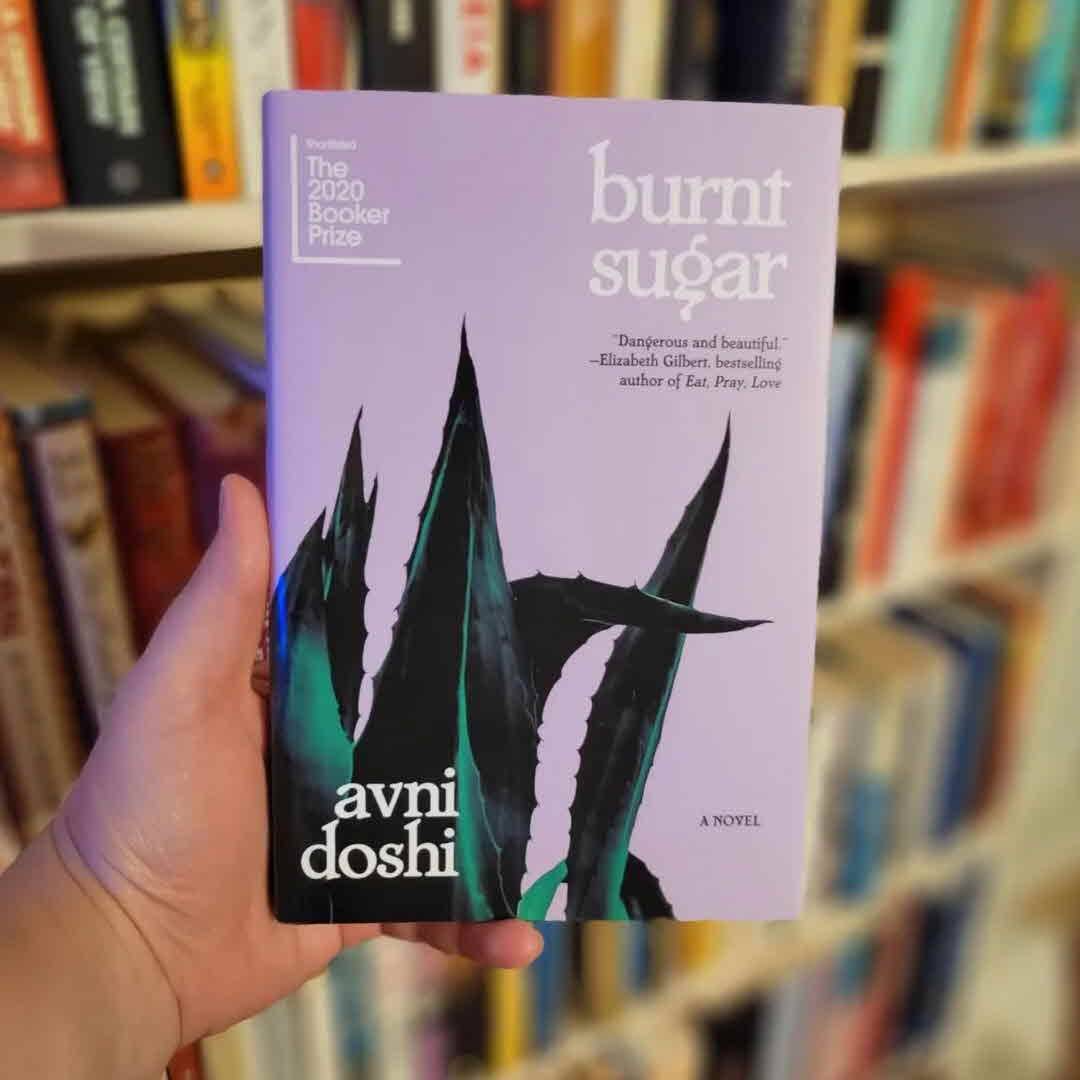 Shortlisted
The
2020
Booker
Prize
burnt
sugar
"Dangerous and beautiful."
—Elizabeth Gilbert, bestselling
author of Eat, Pray, Love
avni
doshi
A NOVEL